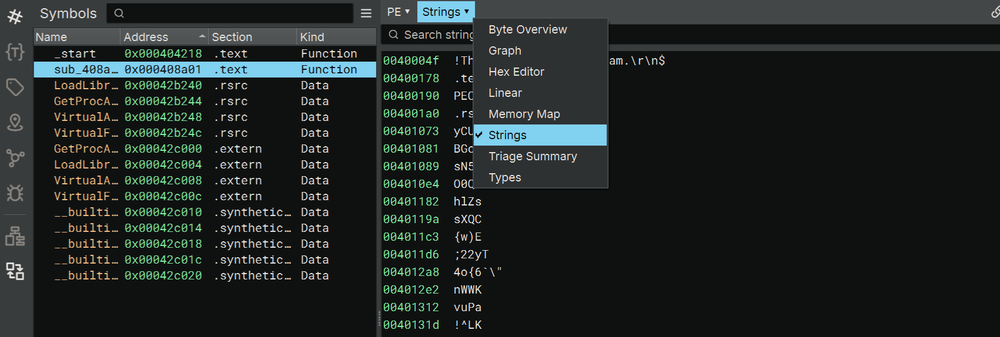 Symbols
Name Address Section Kind
_start 0x000404218 .text Function
sub_408a… 0x000408a01 .text Function
LoadLibr… 0x00042b240 .rsrc Data
GetProcA… 0x00042b244 .rsrc Data
VirtualA… 0x00042b248 .rsrc Data
VirtualF… 0x00042b24c .rsrc Data
GetProcA… 0x00042c000 .extern Data
LoadLibr… 0x00042c004 .extern Data
VirtualA… 0x00042c008 .extern Data
VirtualF… 0x00042c00c .extern Data
__builti… 0x00042c010 .synthetic… Data
__builti… 0x00042c014 .synthetic… Data
__builti… 0x00042c018 .synthetic… Data
__builti… 0x00042c01c .synthetic… Data
__builti… 0x00042c020 .synthetic… Data
PE Strings
Search string
Byte Overview
Graph
Hex Editor
Linear
Memory Map
Strings
Triage Summary
Types
0040004f !Th am.\r\n$
00400178 .te
00400190 PEC
004001a0 .rs
00401073 yCU
00401081 BGo
00401089 sN5
004010e4 O0Q
00401182 hlZs
0040119a sXQC
004011c3 {w)E
004011d6 ;22yT
004012a8 4o{6`\"
004012e2 nWWK
00401312 vuPa
0040131d !^LK